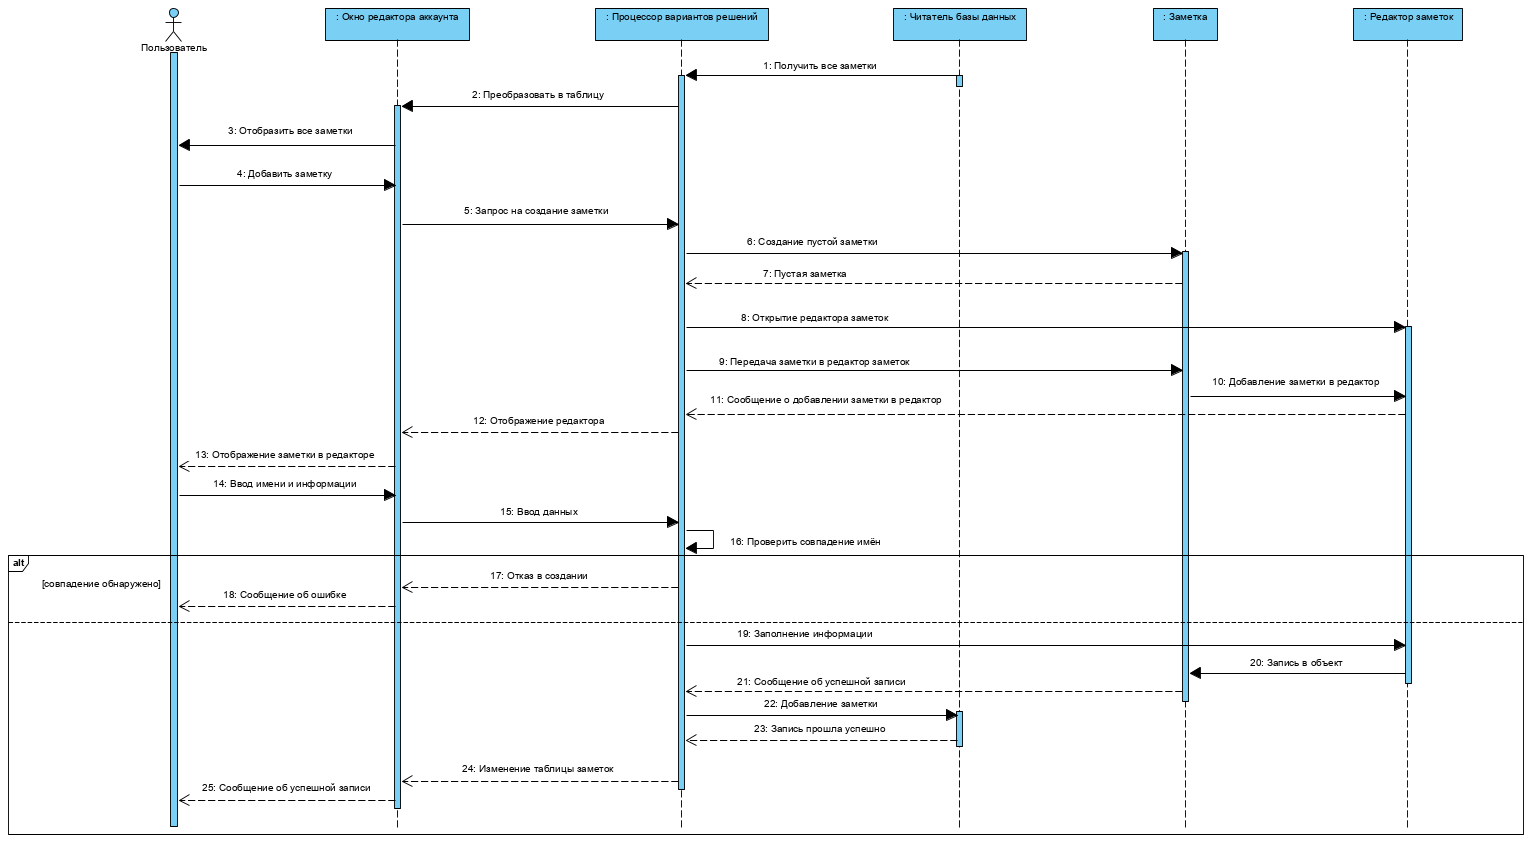 : Окно редактора аккаунта
: Процессор вариантов решений
: Читатель базы данных
: Заметка
: Редактор заметок
Пользователь
1: Получить все заметки
2: Преобразовать в таблицу
3: Отобразить все заметки
4: Добавить заметку
5: Запрос на создание заметки
6: Создание пустой заметки
7: Пустая заметка
8: Открытие редактора заметок
9: Передача заметки в редактор заметок
10: Добавление заметки в редактор
11: Сообщение о добавлении заметки в редактор
12: Отображение редактора
13: Отображение заметки в редакторе
14: Ввод имени и информации
15: Ввод данных
16: Проверить совпадение имён
alt
[совпадение обнаружено]
17: Отказ в создании
18: Сообщение об ошибке
19: Заполнение информации
20: Запись в объект
21: Сообщение об успешной записи
22: Добавление заметки
23: Запись прошла успешно
24: Изменение таблицы заметок
25: Сообщение об успешной записи